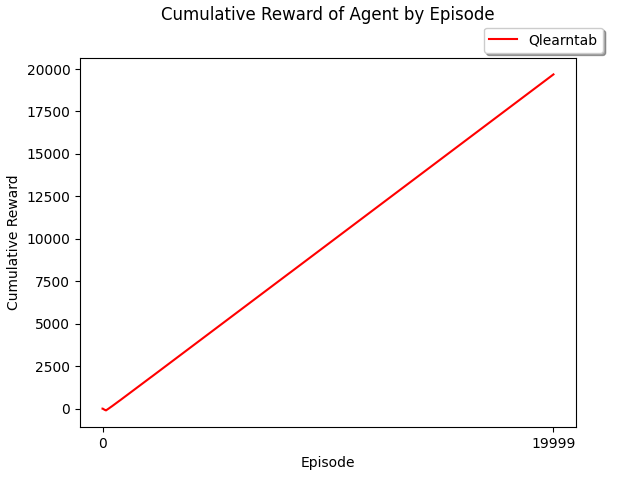 Cumulative Reward of Agent by Episode
Qlearntab
20000
17500
15000
12500
10000
7500
5000
2500
0
Cumulative Reward
0
19999
Episode